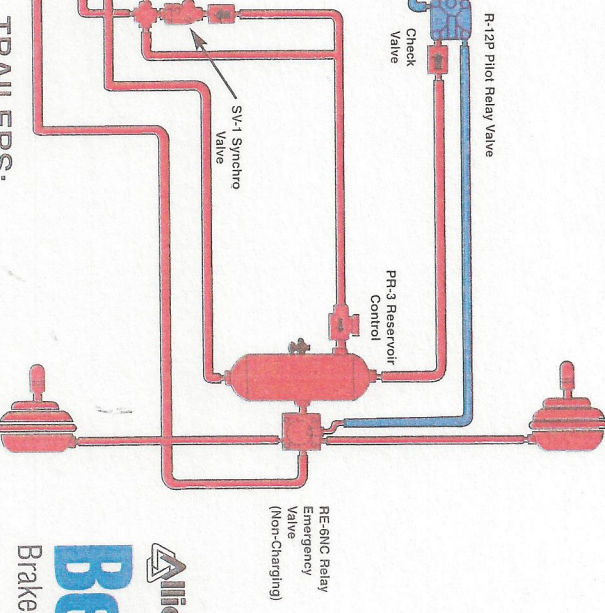 R-12P Pilot Relay Valve
Check
Valve
SV-1 Synchro
Valve
PR-3 Reservoir
Control
RE-6NC Relay
Emergency
Valve
(Non-Charging)
TRAILERS:
Brake